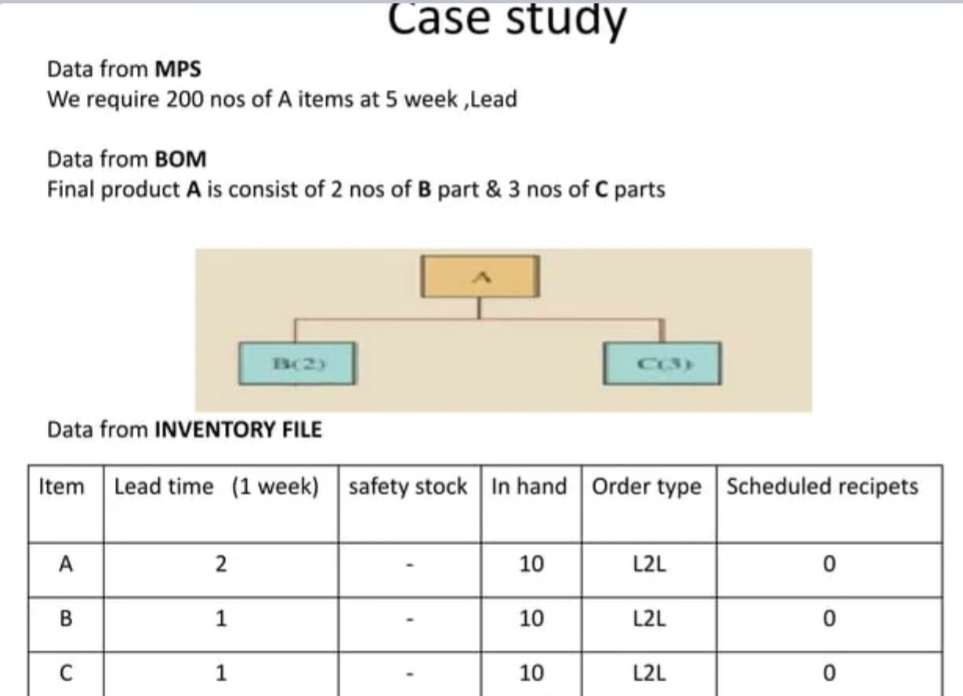 Case study
Data from MPS
We require 200 nos of A items at 5 week ,Lead
Data from BOM
Final product A is consist of 2 nos of B part & 3 nos of C parts
A
B(2) C(3)
Data from INVENTORY FILE
Item Lead time (1 week) safety stock In hand Order type Scheduled recipets
A 2 - 10 L2L 0
B 1 - 10 L2L 0
C 1 - 10 L2L 0